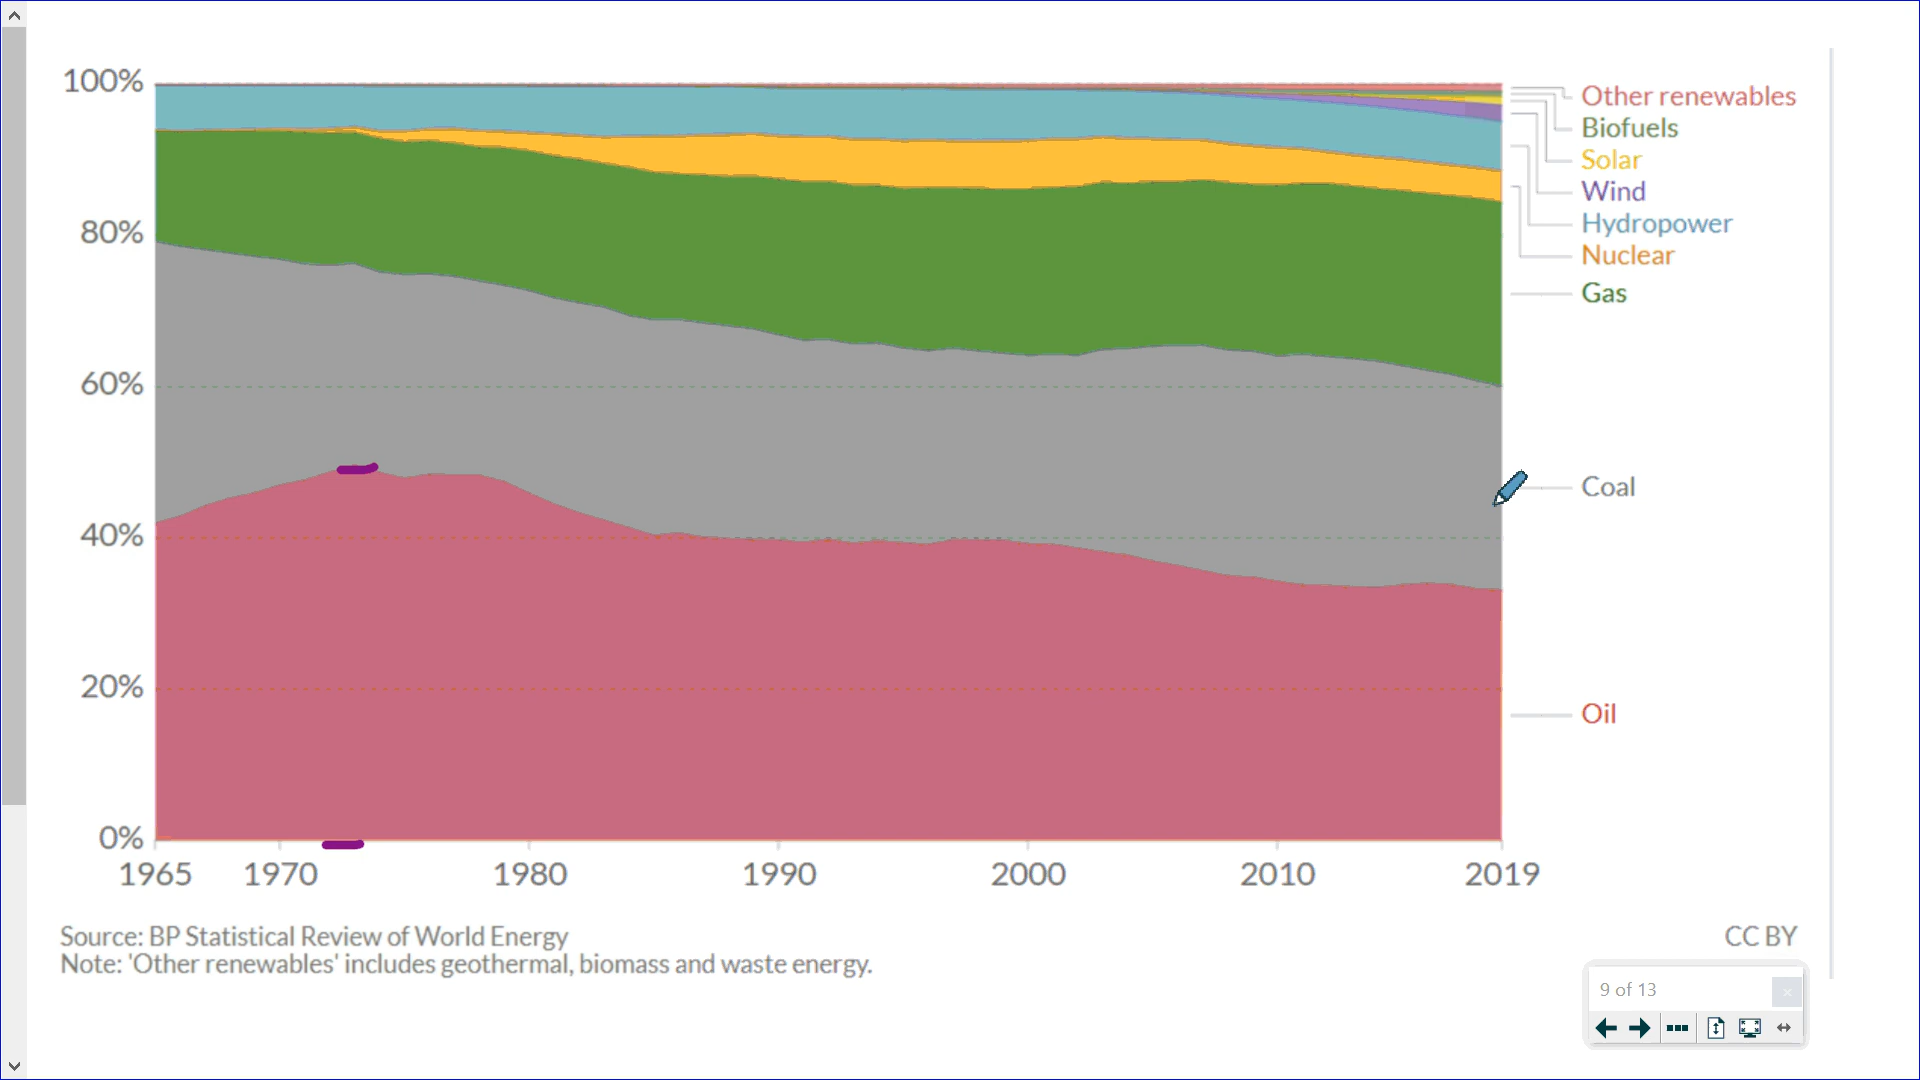 100%
80%
60%
40%
20%
0%
1965 1970 1980 1990 2000 2010 2019
Other renewables
Biofuels
Solar
Wind
Hydropower
Nuclear
Gas
Coal
Oil
Source: BP Statistical Review of World Energy
Note: 'Other renewables' includes geothermal, biomass and waste energy.
CC BY
9 of 13